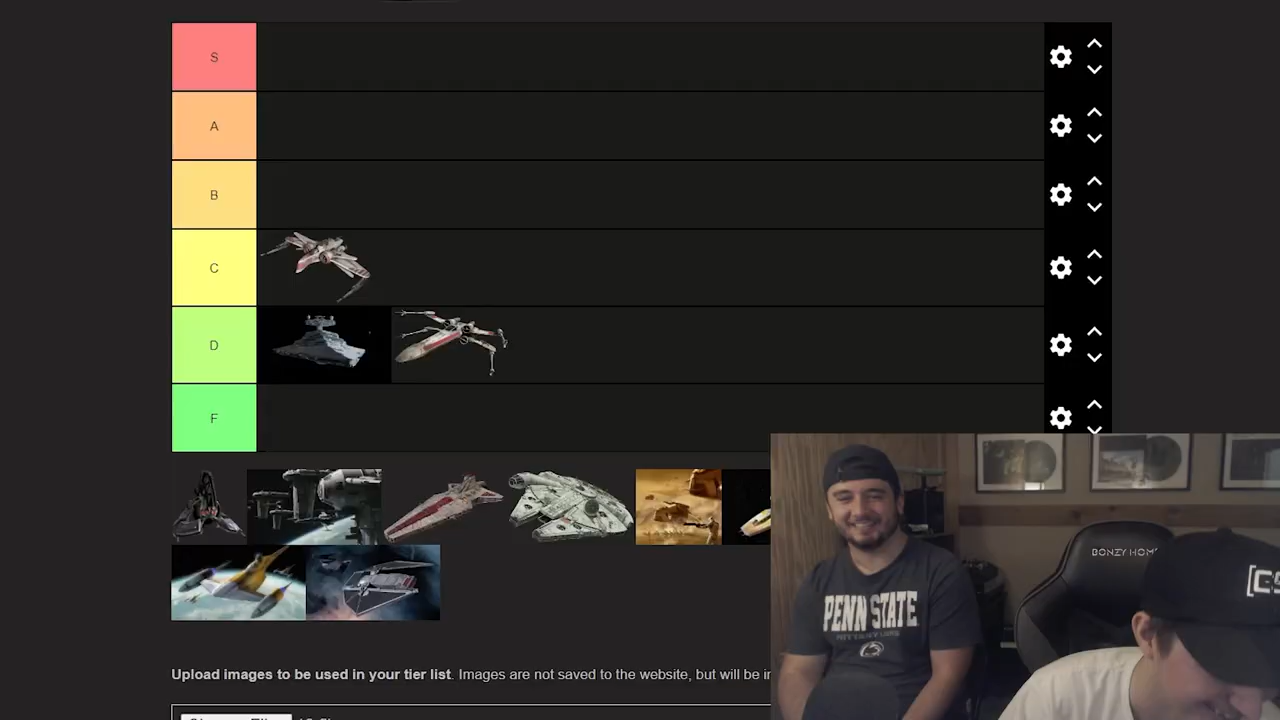 S
A
B
C
D
F
BONZY HOM
[CS
PENN STATE
Upload images to be used in your tier list. Images are not saved to the website, but will be i